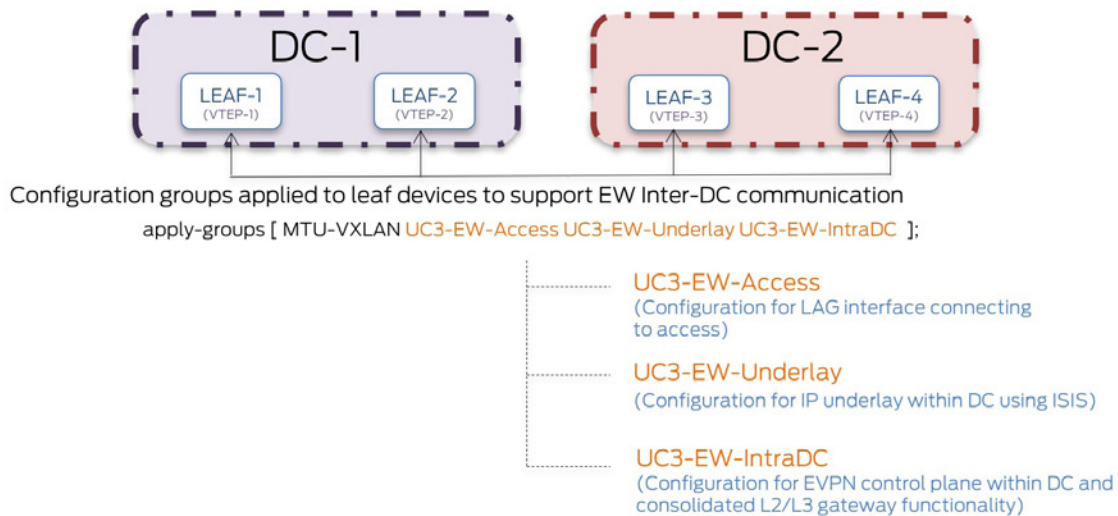 DC-1
DC-2
LEAF-1
(VTEP-1)
LEAF-2
(VTEP-2)
LEAF-3
(VTEP-3)
LEAF-4
(VTEP-4)
Configuration groups applied to leaf devices to support EW Inter-DC communication
apply-groups [ MTU-VXLAN UC3-EW-Access UC3-EW-Underlay UC3-EW-IntraDC ];
UC3-EW-Access
(Configuration for LAG interface connecting
to access)
UC3-EW-Underlay
(Configuration for IP underlay within DC using ISIS)
UC3-EW-IntraDC
(Configuration for EVPN control plane within DC and
consolidated L2/L3 gateway functionality)